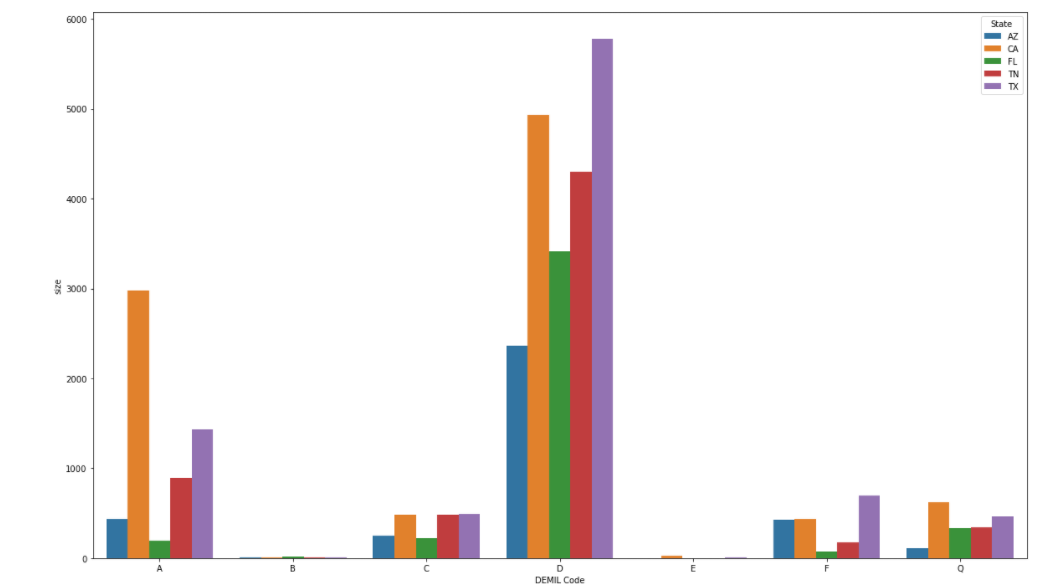 6000
5000
4000
3000
2000
1000
0
size
A B C D E F Q
DEMIL Code
State
AZ
CA
FL
TN
TX